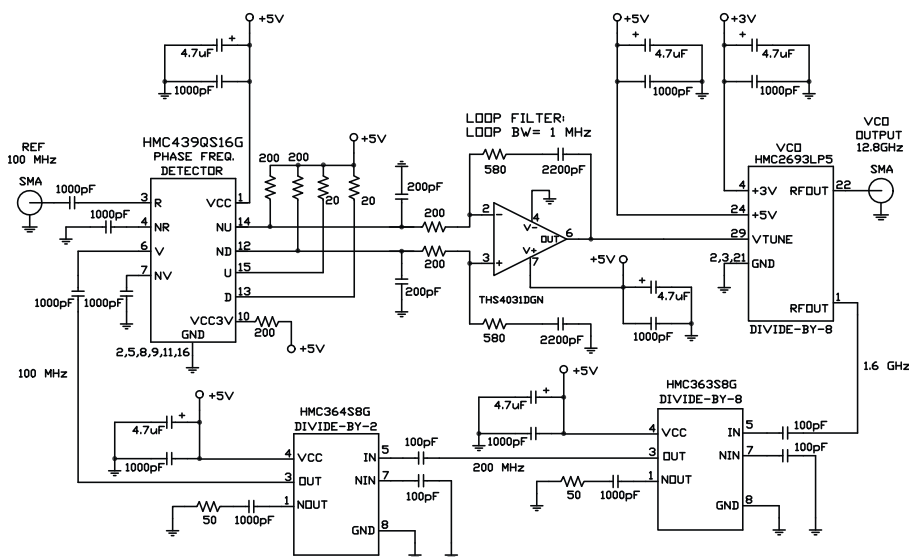 +5V
4.7uF +
1000pF
+5V
+
4.7uF
1000pF
+3V
+
4.7uF
1000pF
REF
100 MHz
SMA
1000pF
1000pF
HMC439QS16G
PHASE FREQ.
DETECTOR
3 R
4 NR
6 V
7 NV
VCC 1
NU 14
ND 12
U 15
D 13
VCC3V 10
GND
2,5,8,9,11,16
1000pF
1000pF
200
+5V
200 200
20 20
+5V
200pF
200pF
200
200
LOOP FILTER:
LOOP BW= 1 MHz
580
2200pF
2 -
3 +
4
V-
OUT 6
V+
7
THS4031DGN
580
2200pF
+5V
+
4.7uF
1000pF
VCO
OUTPUT
12.8GHz
SMA
VCO
HMC2693LP5
4 +3V
RFOUT 22
24 +5V
29 VTUNE
2,3,21
GND
RFOUT 1
DIVIDE-BY-8
100 MHz
1.6 GHz
+5V
4.7uF +
1000pF
HMC364S8G
DIVIDE-BY-2
4 VCC
3 OUT
1 NOUT
IN 5
NIN 7
GND 8
50
1000pF
100pF
100pF
200 MHz
+5V
4.7uF +
1000pF
HMC363S8G
DIVIDE-BY-8
4 VCC
3 OUT
1 NOUT
IN 5
NIN 7
GND 8
50
1000pF
100pF
100pF